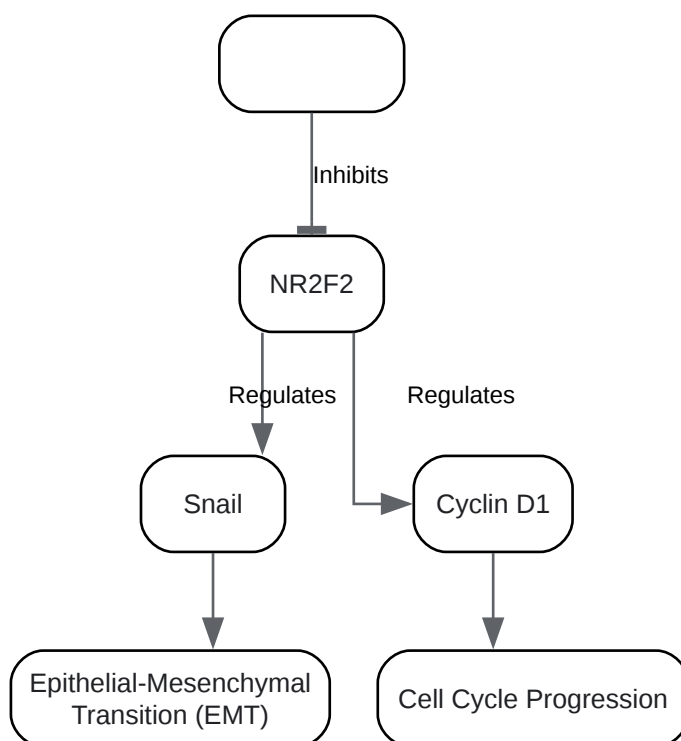 Inhibits
NR2F2
Regulates
Regulates
Snail
Cyclin D1
Epithelial-Mesenchymal
Transition (EMT)
Cell Cycle Progression